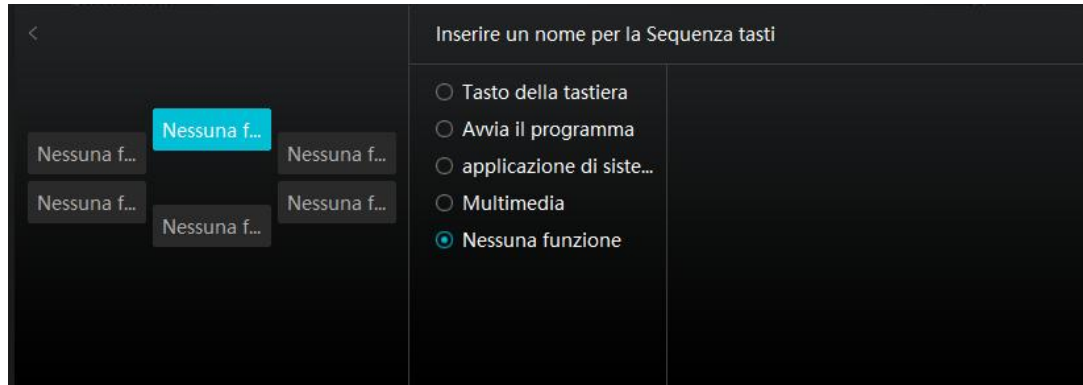 <
Inserire un nome per la Sequenza tasti
Nessuna f...
Nessuna f...
Nessuna f...
Nessuna f...
Nessuna f...
Nessuna f...
Tasto della tastiera
Avvia il programma
applicazione di siste...
Multimedia
Nessuna funzione